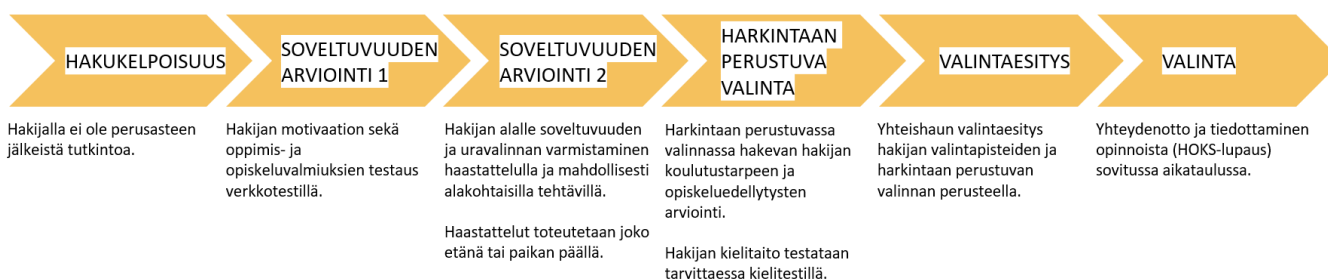 HAKUKELPOISUUS
Hakijalla ei ole perusasteen
jälkeistä tutkintoa.
SOVELTUVUUDEN
ARVIOINTI 1
Hakijan motivaation sekä
oppimis- ja
opiskeluvalmiuksien testaus
verkkotestillä.
SOVELTUVUUDEN
ARVIOINTI 2
Hakijan alalle soveltuvuuden
ja uravalinnan varmistaminen
haastattelulla ja mahdollisesti
alakohtaisilla tehtävillä.
Haastattelut toteutetaan joko
etänä tai paikan päällä.
HARKINTAAN
PERUSTUVA
VALINTA
Harkintaan perustuvassa
valinnassa hakevan hakijan
koulutustarpeen ja
opiskeluedellytysten
arviointi.
Hakijan kielitaito testataan
tarvittaessa kielitestillä.
VALINTAESITYS
Yhteishaun valintaesitys
hakijan valintapisteiden ja
harkintaan perustuvan
valinnan perusteella.
VALINTA
Yhteydenotto ja tiedottaminen
opinnoista (HOKS-lupaus)
sovitussa aikataulussa.